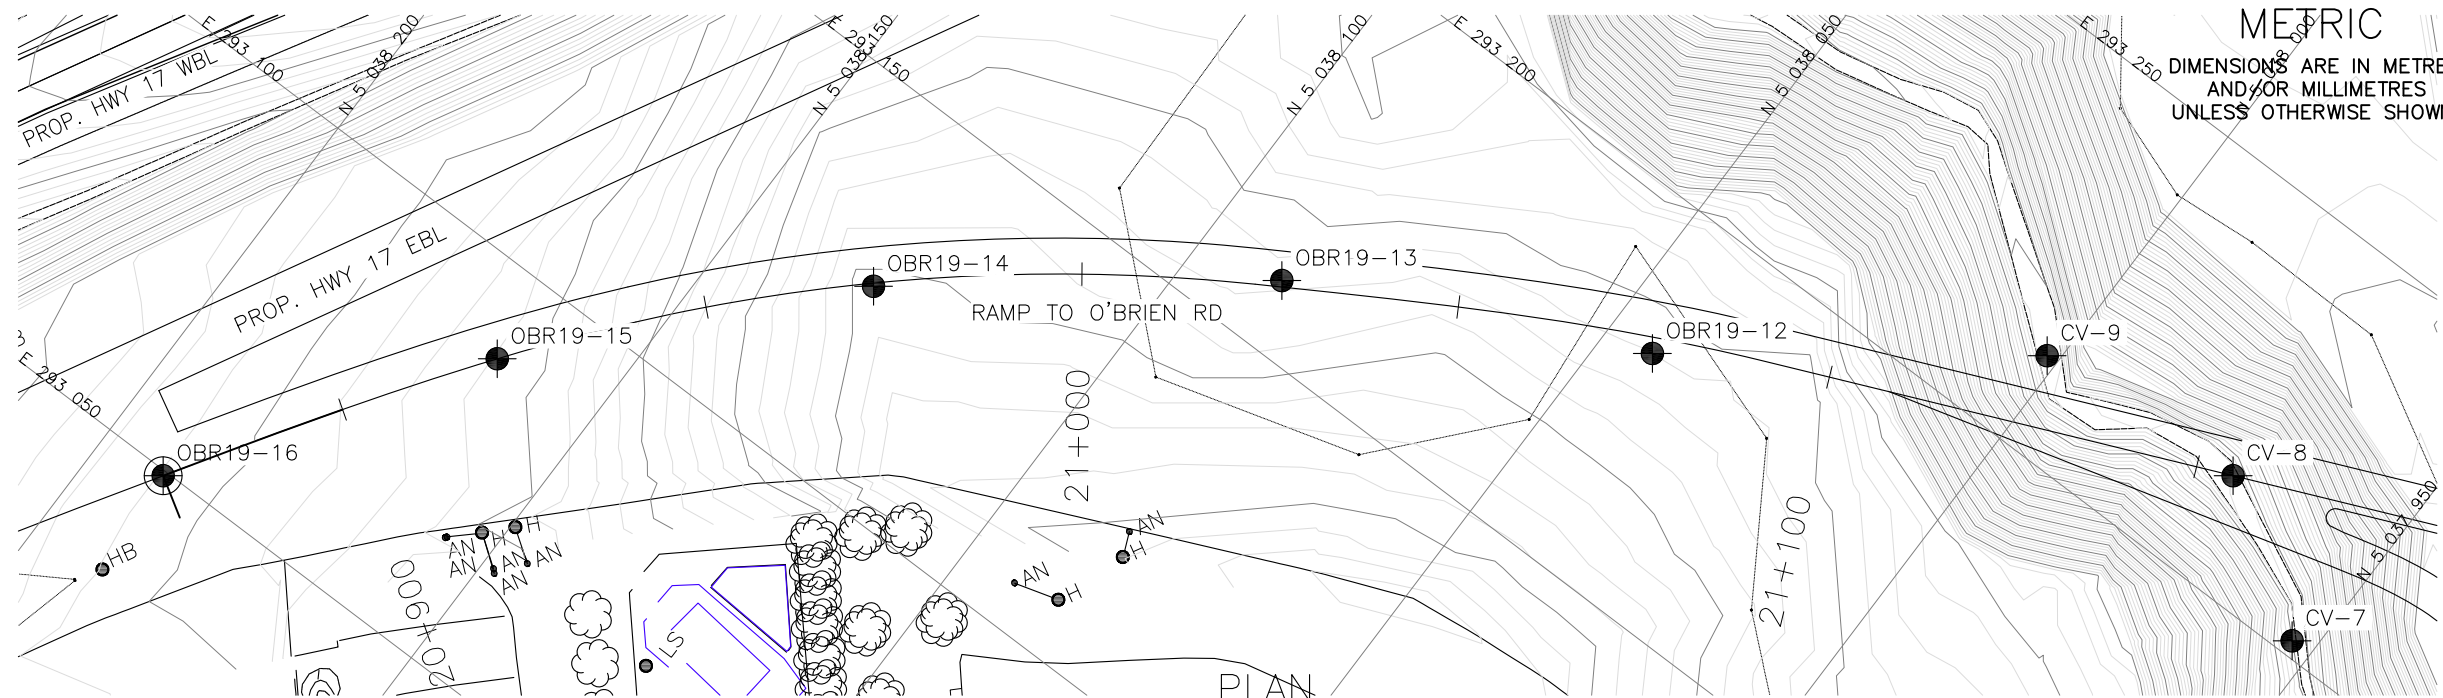 METRIC
DIMENSIONS ARE IN METRE
AND/OR MILLIMETRES
UNLESS OTHERWISE SHOW
E 293 100
N 5 038 200
E 293 150
N 5 038 150
E 293 200
N 5 038 100
N 5 038 050
E 293 250
N 5 038 000
PROP. HWY 17 WBL
PROP. HWY 17 EBL
OBR19-14
OBR19-13
RAMP TO O'BRIEN RD
OBR19-15
OBR19-12
CV-9
E 293 050
OBR19-16
21+000
CV-8
N 5 037 950
21+100
HB
AN
H
H
AN
AN
AN
AN
20+900
AN
H
AN
H
LS
CV-7
PLAN